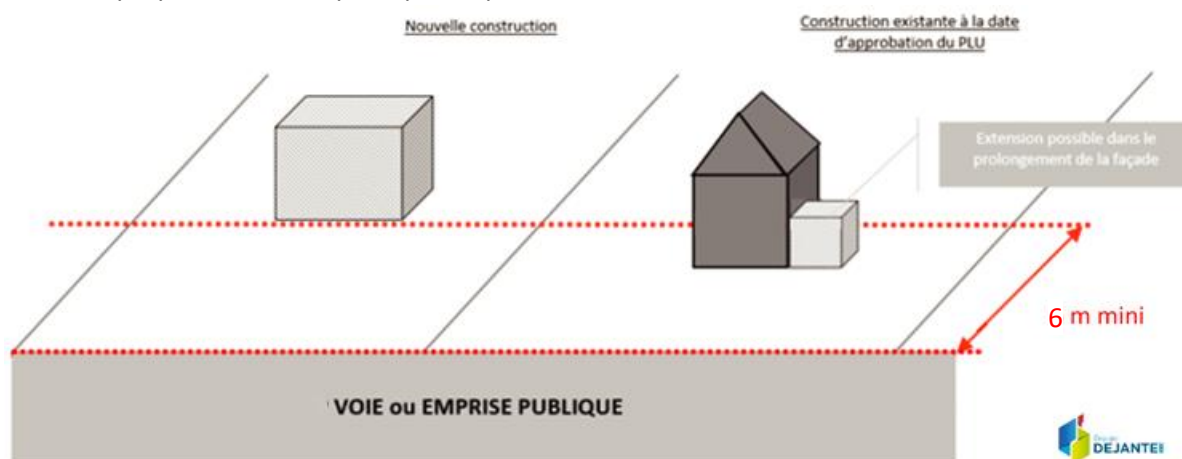 Nouvelle construction
Construction existante à la date
d'approbation du PLU
Extension possible dans le
prolongement de la façade
6 m mini
VOIE ou EMPRISE PUBLIQUE
DEJANTE